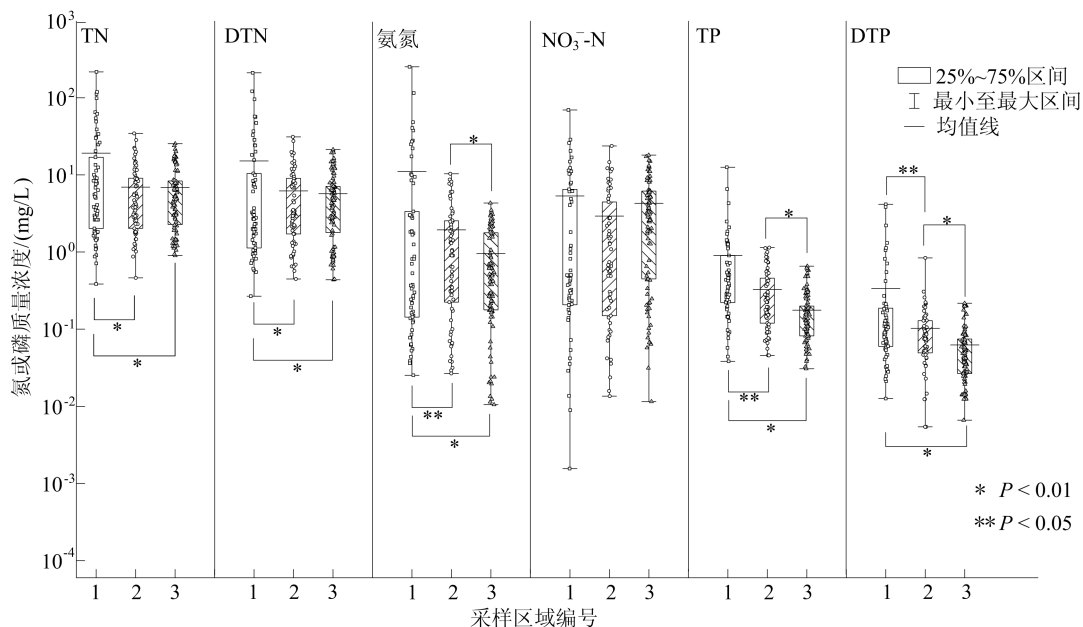 氮或磷质量浓度/(mg/L)
10³
10²
10¹
10⁰
10⁻¹
10⁻²
10⁻³
10⁻⁴
TN
DTN
氨氮
NO₃⁻-N
TP
DTP
25%~75%区间
最小至最大区间
均值线
*
*
*
*
*
**
*
*
**
*
**
*
*
* P < 0.01
** P < 0.05
1 2 3 1 2 3 1 2 3 1 2 3 1 2 3 1 2 3
采样区域编号